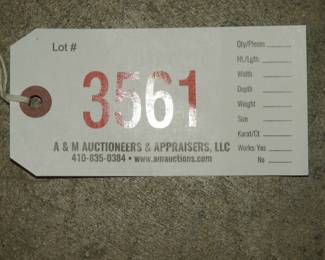 Lot #
3561
A & M AUCTIONEERS & APPRAISERS, LLC
410-835-0384 • www.amauctions.com
Qty/Pieces
Ht./Lgth.
Width
Depth
Weight
Size
Karat/Ct
Works Yes
No